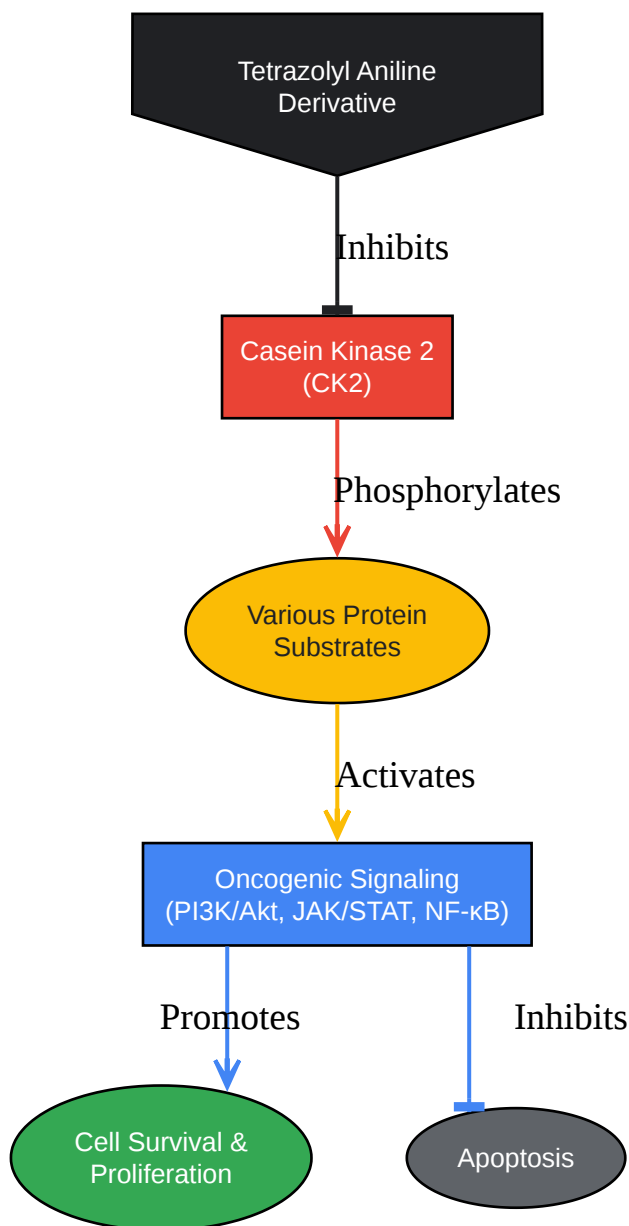 Tetrazolyl Aniline
Derivative
Inhibits
Casein Kinase 2
(CK2)
Phosphorylates
Various Protein
Substrates
Activates
Oncogenic Signaling
(PI3K/Akt, JAK/STAT, NF-κB)
Promotes
Inhibits
Cell Survival &
Proliferation
Apoptosis